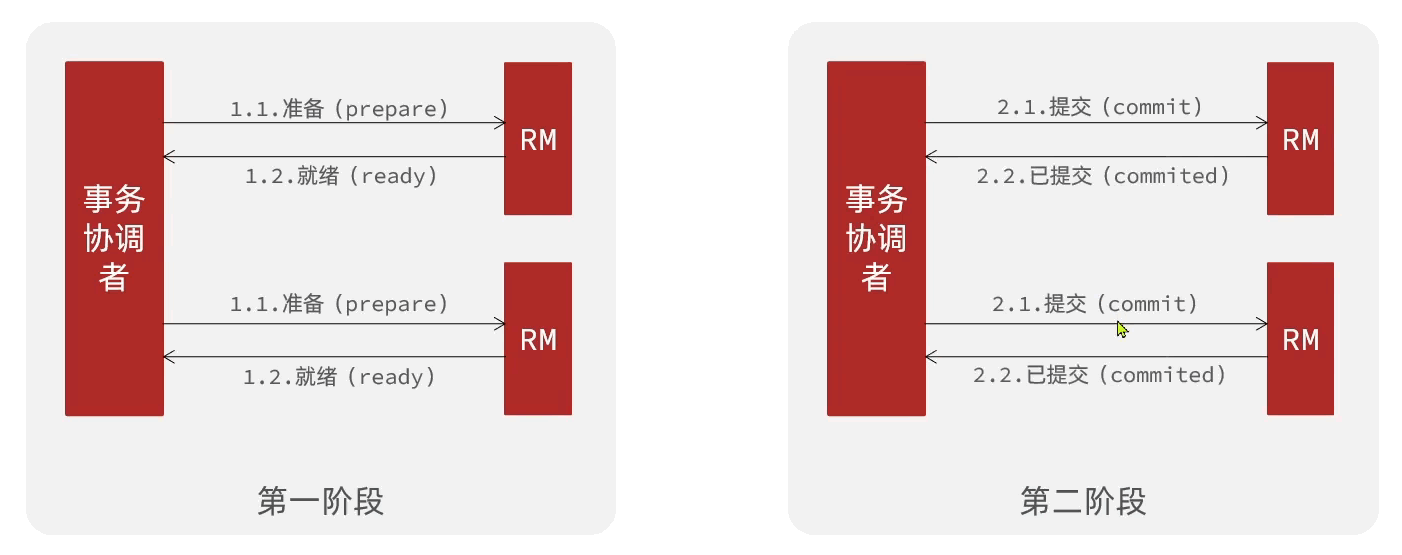 1.1.准备（prepare）
RM
1.2.就绪（ready）
事务
协调
者
1.1.准备（prepare）
RM
1.2.就绪（ready）
第一阶段
2.1.提交（commit）
RM
2.2.已提交（commited）
事务
协调
者
2.1.提交（commit）
RM
2.2.已提交（commited）
第二阶段